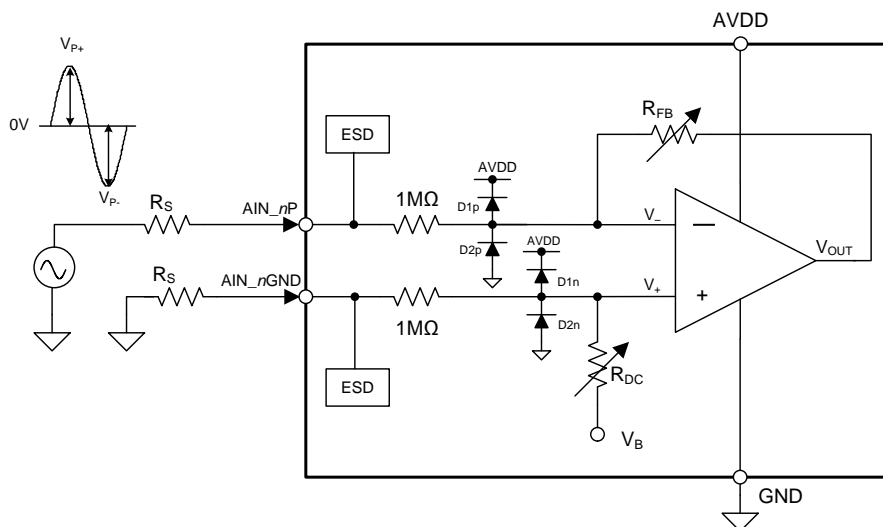 AVDD
V_P+
0V
V_P-
ESD
R_FB
AVDD
1MΩ
D1p
R_S
AIN_nP
V_–
–
D2p
AVDD
V_OUT
R_S
AIN_nGND
D1n
V_+
+
1MΩ
D2n
ESD
R_DC
V_B
GND